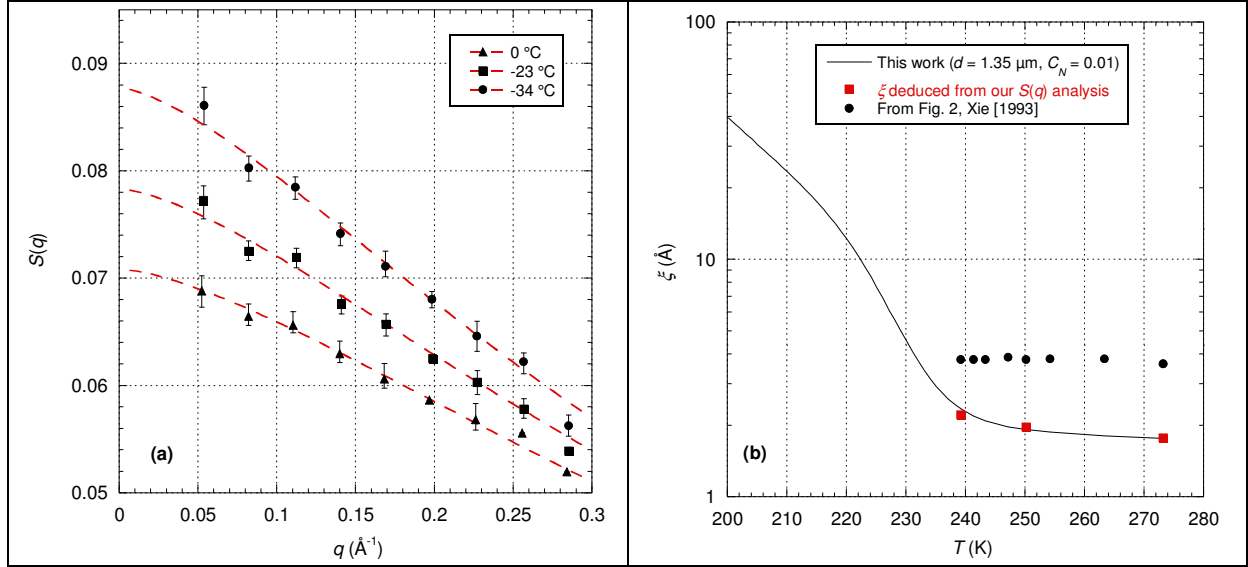 0.09
0.08
0.07
0.06
0.05
S(q)
0 °C
-23 °C
-34 °C
(a)
0 0.05 0.1 0.15 0.2 0.25 0.3
q (Å⁻¹)
100
10
1
ξ (Å)
This work (d = 1.35 µm, C_N = 0.01)
ξ deduced from our S(q) analysis
From Fig. 2, Xie [1993]
(b)
200 210 220 230 240 250 260 270 280
T (K)